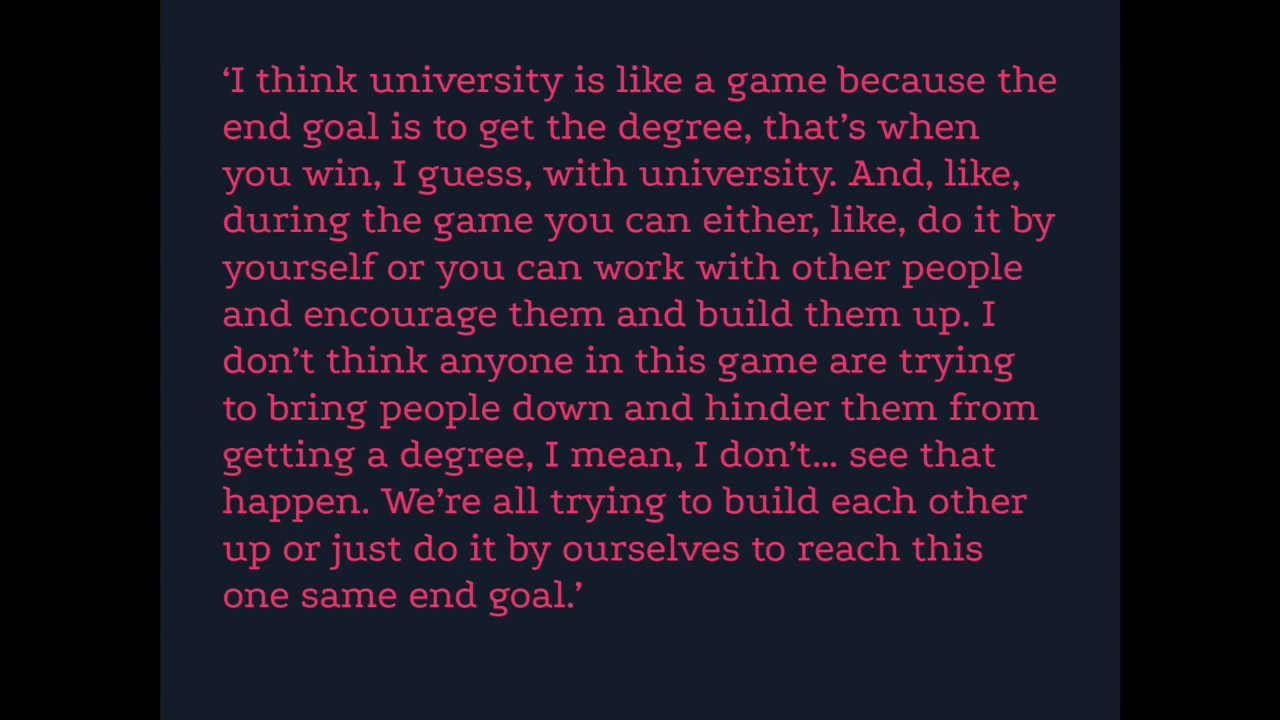 ‘I think university is like a game because the
end goal is to get the degree, that’s when
you win, I guess, with university. And, like,
during the game you can either, like, do it by
yourself or you can work with other people
and encourage them and build them up. I
don’t think anyone in this game are trying
to bring people down and hinder them from
getting a degree, I mean, I don’t... see that
happen. We’re all trying to build each other
up or just do it by ourselves to reach this
one same end goal.’